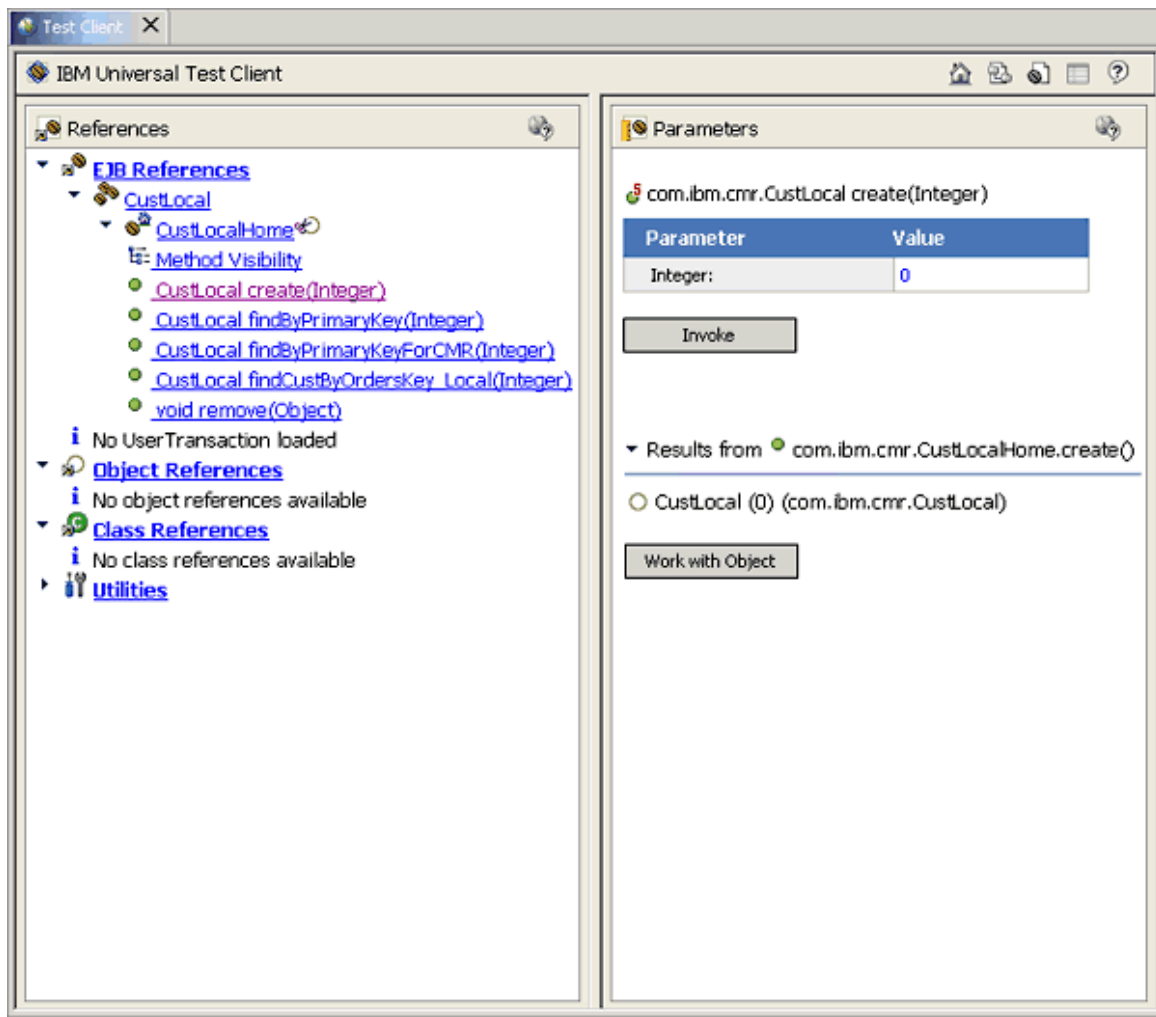 Test Client
IBM Universal Test Client
References
EJB References
CustLocal
CustLocalHome
Method Visibility
CustLocal create(Integer)
CustLocal findByPrimaryKey(Integer)
CustLocal findByPrimaryKeyForCMR(Integer)
CustLocal findCustByOrdersKey_Local(Integer)
void remove(Object)
No UserTransaction loaded
Object References
No object references available
Class References
No class references available
Utilities
Parameters
com.ibm.cmr.CustLocal create(Integer)
Parameter Value
Integer: 0
Invoke
Results from com.ibm.cmr.CustLocalHome.create()
CustLocal (0) (com.ibm.cmr.CustLocal)
Work with Object